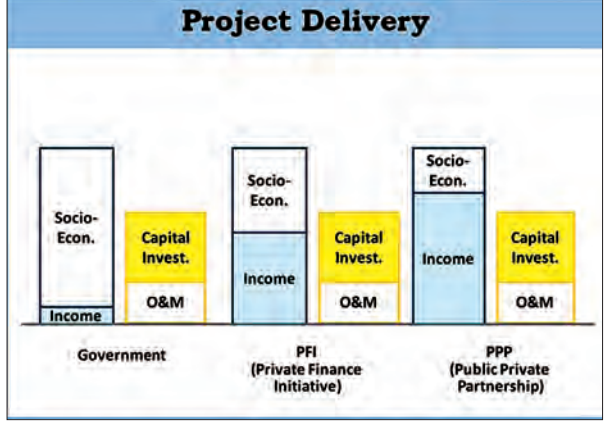 Project Delivery
Socio-
Econ.
Income
Capital
Invest.
O&M
Socio-
Econ.
Income
Capital
Invest.
O&M
Socio-
Econ.
Income
Capital
Invest.
O&M
Government
PFI
(Private Finance
Initiative)
PPP
(Public Private
Partnership)